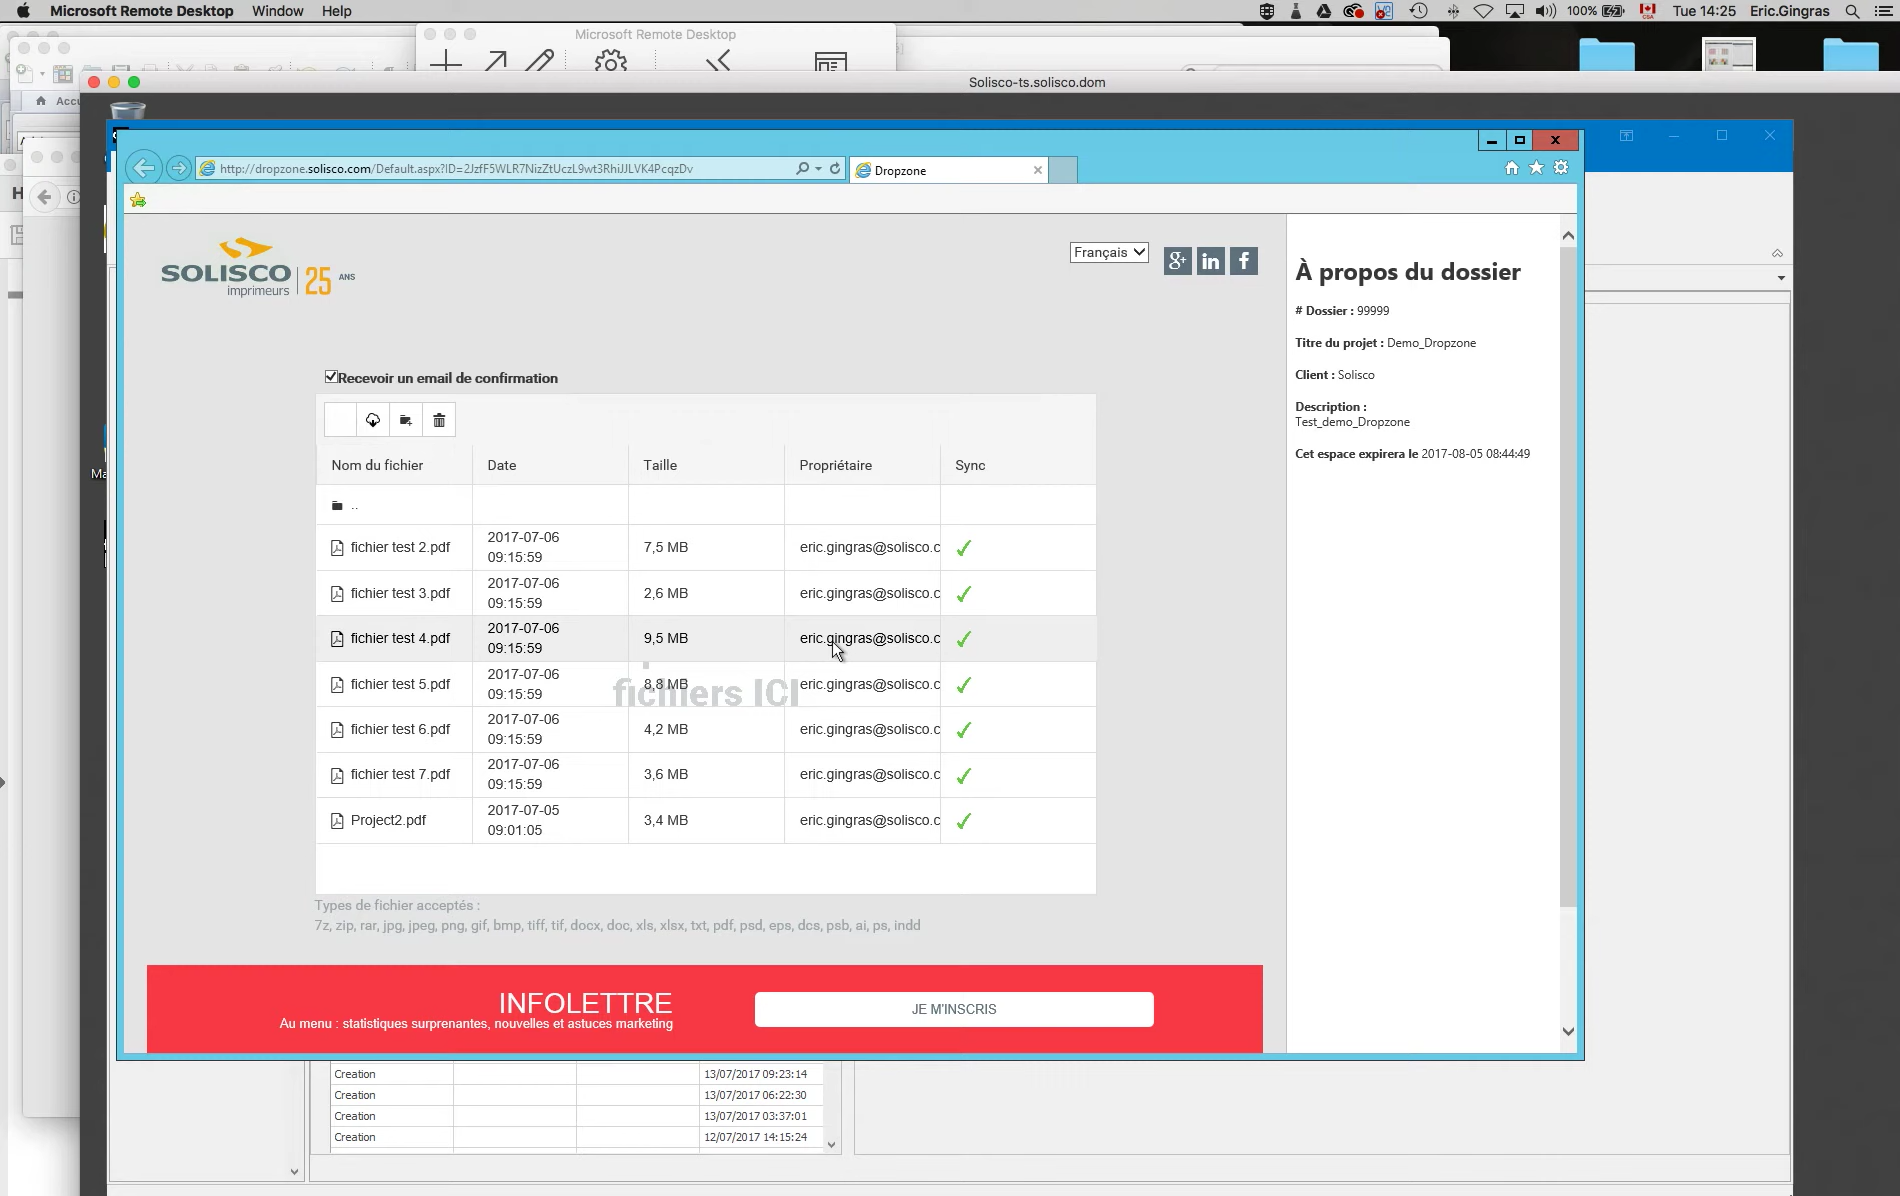 Microsoft Remote Desktop Window Help
100% Tue 14:25 Eric.Gingras
Microsoft Remote Desktop
Solisco-ts.solisco.dom
http://dropzone.solisco.com/Default.aspx?ID=2JzfF5WLR7NizZtUczL9wt3RhiJJLVK4PcqzDv
Dropzone
SOLISCO
imprimeurs
25 ANS
Français
g+ in f
À propos du dossier
# Dossier : 99999
Titre du projet : Demo_Dropzone
Client : Solisco
Description :
Test_demo_Dropzone
Cet espace expirera le 2017-08-05 08:44:49
Recevoir un email de confirmation
Nom du fichier Date Taille Propriétaire Sync
..
fichier test 2.pdf 2017-07-06 09:15:59 7,5 MB eric.gingras@solisco.c
fichier test 3.pdf 2017-07-06 09:15:59 2,6 MB eric.gingras@solisco.c
fichier test 4.pdf 2017-07-06 09:15:59 9,5 MB eric.gingras@solisco.c
fichier test 5.pdf 2017-07-06 09:15:59 8,8 MB eric.gingras@solisco.c
fichiers ICI
fichier test 6.pdf 2017-07-06 09:15:59 4,2 MB eric.gingras@solisco.c
fichier test 7.pdf 2017-07-06 09:15:59 3,6 MB eric.gingras@solisco.c
Project2.pdf 2017-07-05 09:01:05 3,4 MB eric.gingras@solisco.c
Types de fichier acceptés :
7z, zip, rar, jpg, jpeg, png, gif, bmp, tiff, tif, docx, doc, xls, xlsx, txt, pdf, psd, eps, dcs, psb, ai, ps, indd
INFOLETTRE
Au menu : statistiques surprenantes, nouvelles et astuces marketing
JE M'INSCRIS
Creation 13/07/2017 09:23:14
Creation 13/07/2017 06:22:30
Creation 13/07/2017 03:37:01
Creation 12/07/2017 14:15:24